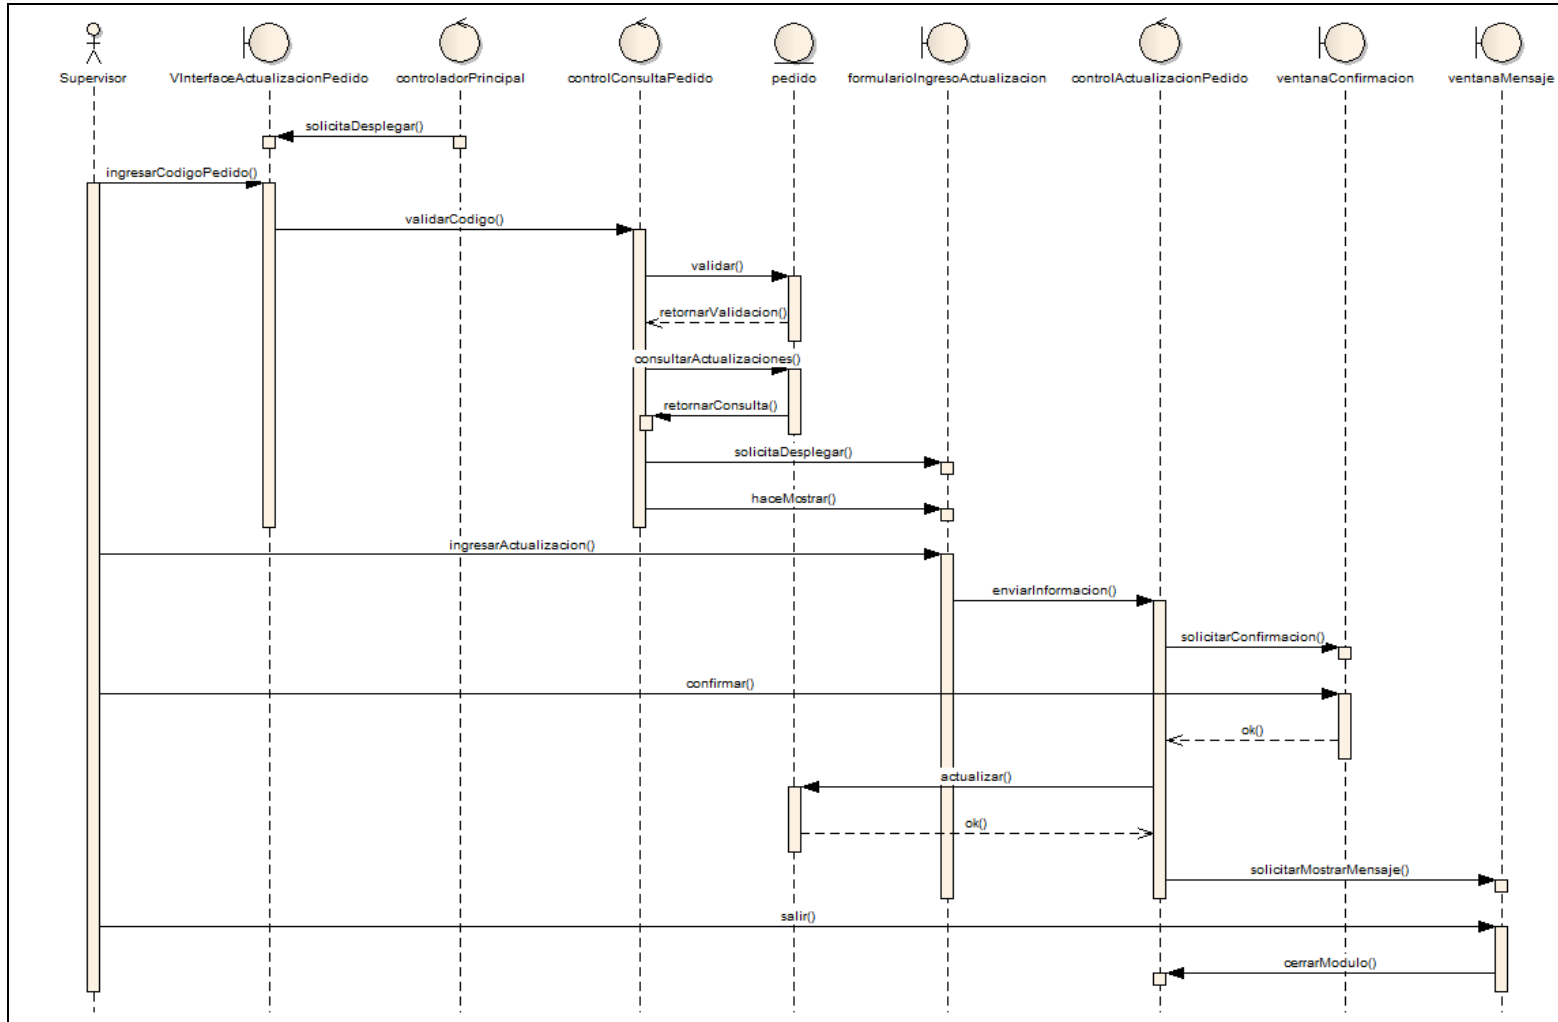 Supervisor
VInterfaceActualizacionPedido
controladorPrincipal
controlConsultaPedido
pedido
formularioIngresoActualizacion
controlActualizacionPedido
ventanaConfirmacion
ventanaMensaje
solicitaDesplegar()
ingresarCodigoPedido()
validarCodigo()
validar()
retornarValidacion()
consultarActualizaciones()
retornarConsulta()
solicitaDesplegar()
haceMostrar()
ingresarActualizacion()
enviarInformacion()
solicitarConfirmacion()
confirmar()
ok()
actualizar()
ok()
solicitarMostrarMensaje()
salir()
cerrarModulo()